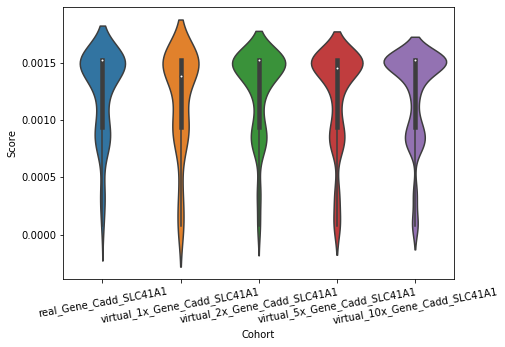 0.0015
0.0010
0.0005
0.0000
Score
real_Gene_Cadd_SLC41A1
virtual_1x_Gene_Cadd_SLC41A1
virtual_2x_Gene_Cadd_SLC41A1
virtual_5x_Gene_Cadd_SLC41A1
virtual_10x_Gene_Cadd_SLC41A1
Cohort